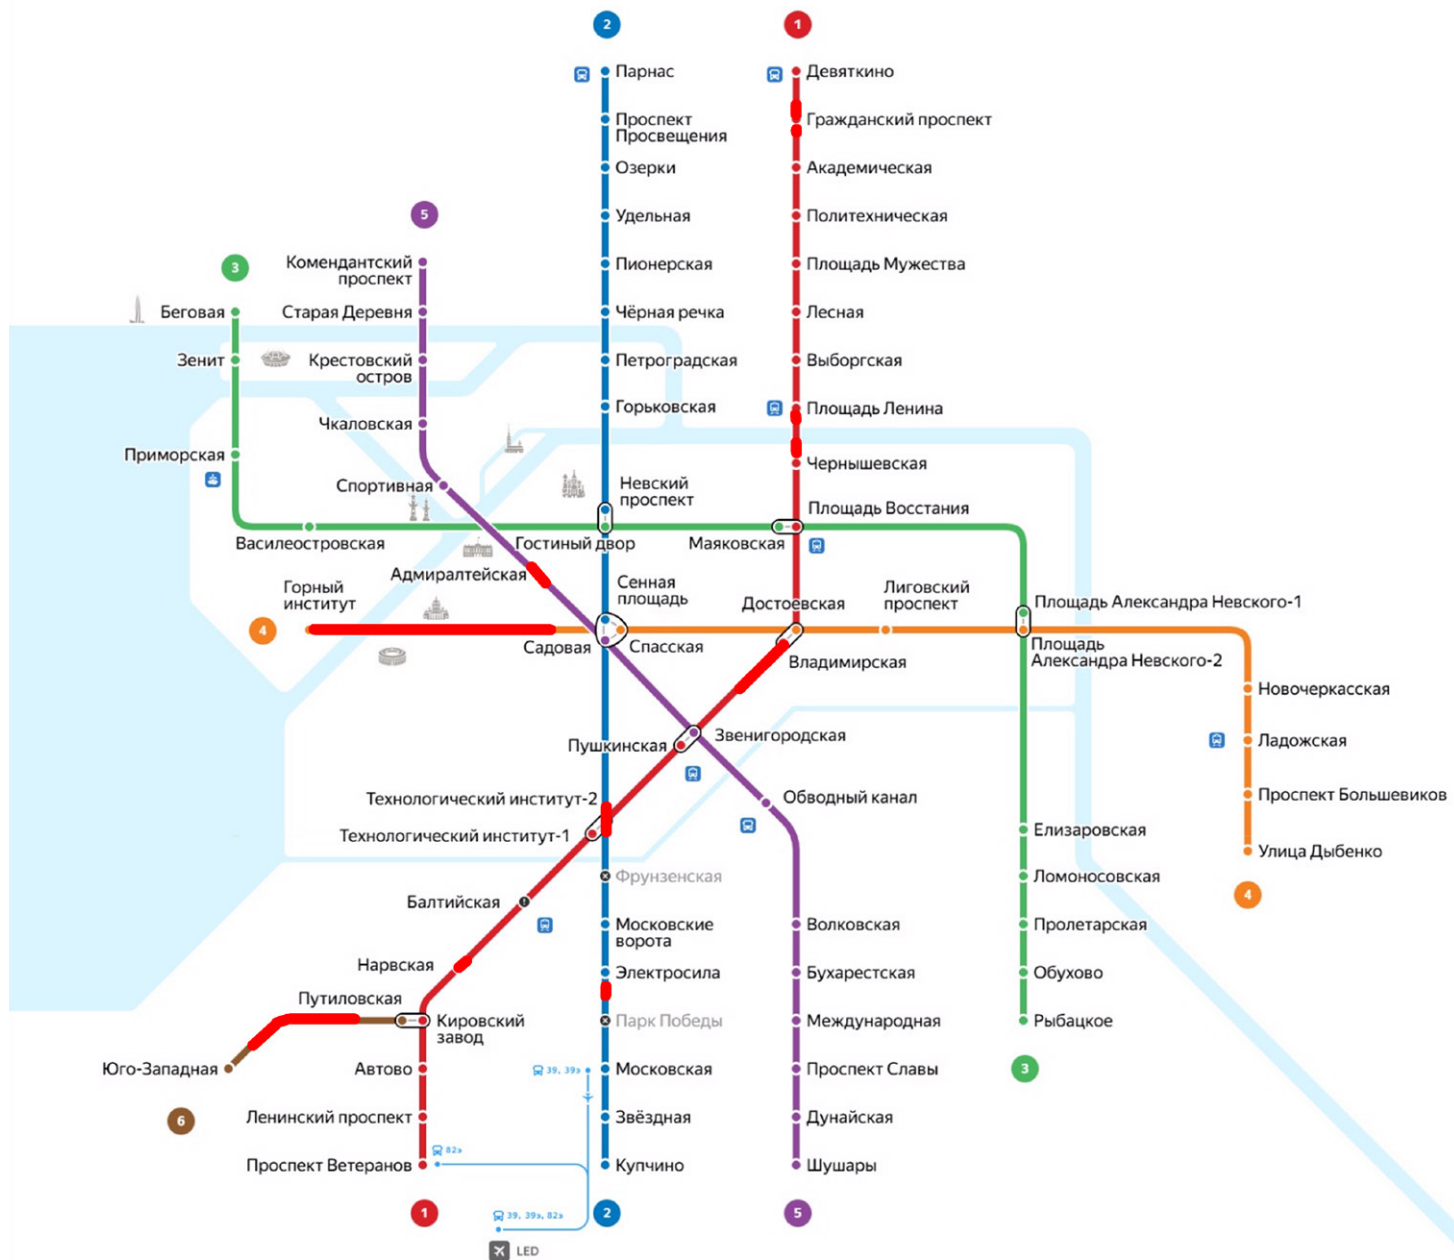 2
1
Парнас
Девяткино
Проспект
Просвещения
Гражданский проспект
Озерки
Академическая
5
Удельная
Политехническая
3
Комендантский
проспект
Пионерская
Площадь Мужества
Беговая
Старая Деревня
Чёрная речка
Лесная
Зенит
Крестовский
остров
Петроградская
Выборгская
Чкаловская
Горьковская
Площадь Ленина
Приморская
Спортивная
Невский
проспект
Чернышевская
Площадь Восстания
Василеостровская
Гостиный двор
Маяковская
Адмиралтейская
Горный
институт
Сенная
площадь
Достоевская
Лиговский
проспект
Площадь Александра Невского-1
4
Садовая
Спасская
Владимирская
Площадь
Александра Невского-2
Новочеркасская
Пушкинская
Звенигородская
Ладожская
Технологический институт-2
Обводный канал
Проспект Большевиков
Технологический институт-1
Елизаровская
Улица Дыбенко
Фрунзенская
Ломоносовская
4
Балтийская
Московские
ворота
Волковская
Пролетарская
Нарвская
Электросила
Бухарестская
Обухово
Путиловская
Кировский
завод
Парк Победы
Международная
Рыбацкое
Юго-Западная
Автово
39, 39э
Московская
Проспект Славы
3
6
Ленинский проспект
Звёздная
Дунайская
82э
Проспект Ветеранов
Купчино
Шушары
1
39, 39э, 82э
2
5
LED